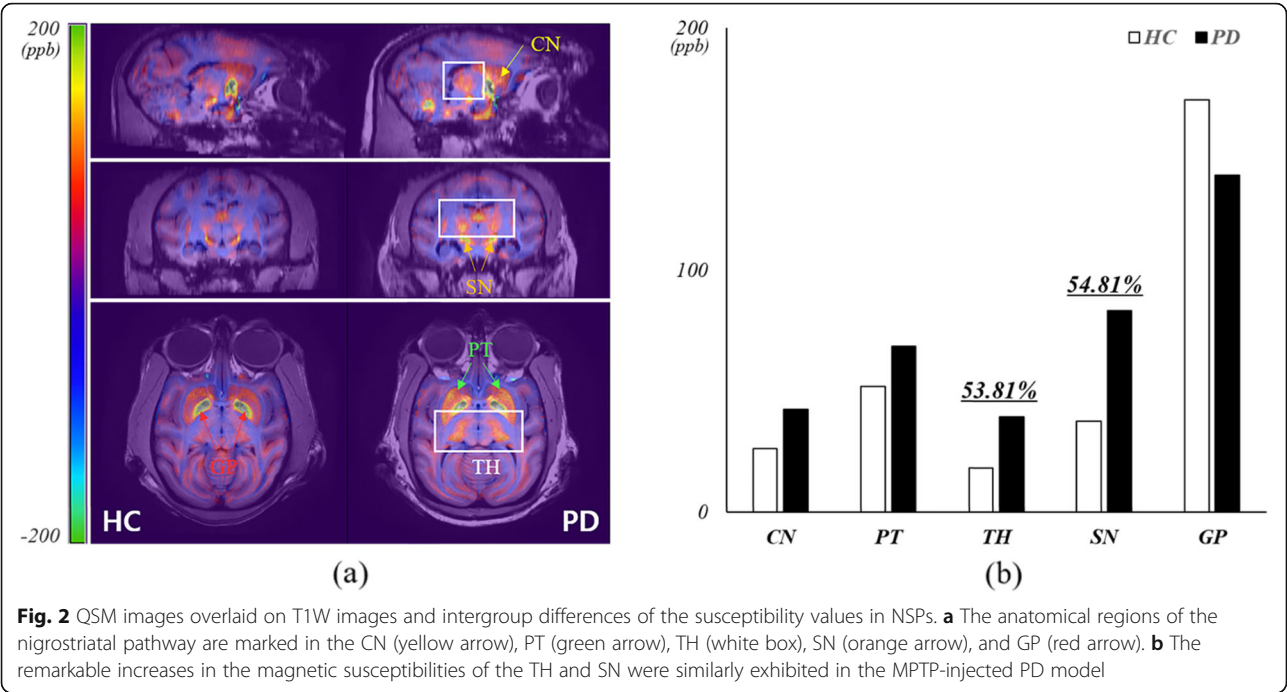 200
(ppb)
-200
CN
SN
PT
GP
TH
HC
PD
(a)
200
(ppb)
100
0
HC PD
53.81%
54.81%
CN PT TH SN GP
(b)
Fig. 2 QSM images overlaid on T1W images and intergroup differences of the susceptibility values in NSPs. a The anatomical regions of the
nigrostriatal pathway are marked in the CN (yellow arrow), PT (green arrow), TH (white box), SN (orange arrow), and GP (red arrow). b The
remarkable increases in the magnetic susceptibilities of the TH and SN were similarly exhibited in the MPTP-injected PD model